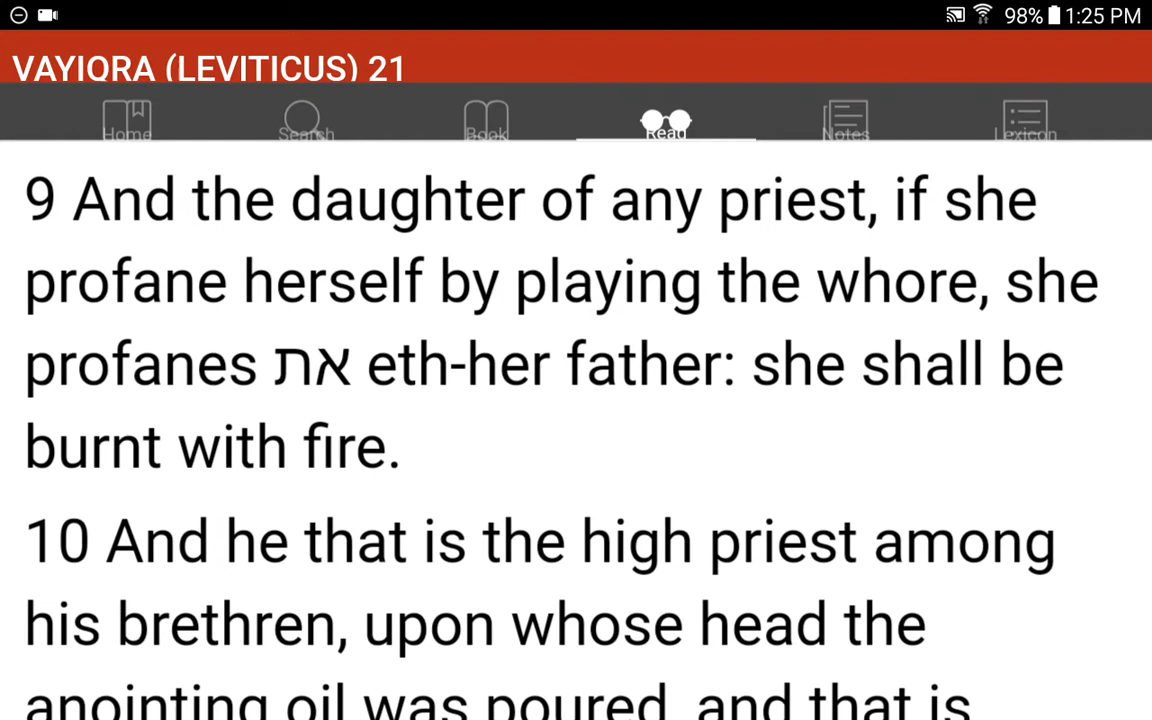 98% 1:25 PM
VAYIQRA (LEVITICUS) 21
Home Search Book Read Notes Lexicon
9 And the daughter of any priest, if she
profane herself by playing the whore, she
profanes את eth-her father: she shall be
burnt with fire.
10 And he that is the high priest among
his brethren, upon whose head the
anointing oil was poured, and that is